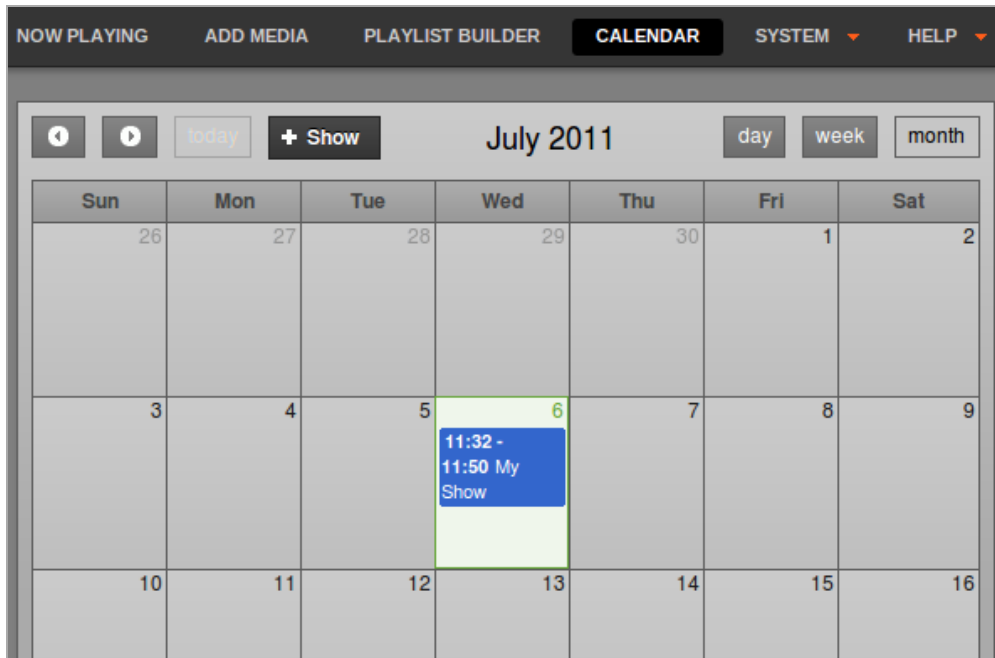 NOW PLAYING ADD MEDIA PLAYLIST BUILDER CALENDAR SYSTEM HELP
today + Show July 2011 day week month
Sun Mon Tue Wed Thu Fri Sat
26 27 28 29 30 1 2
3 4 5 6 7 8 9
11:32 -
11:50 My
Show
10 11 12 13 14 15 16